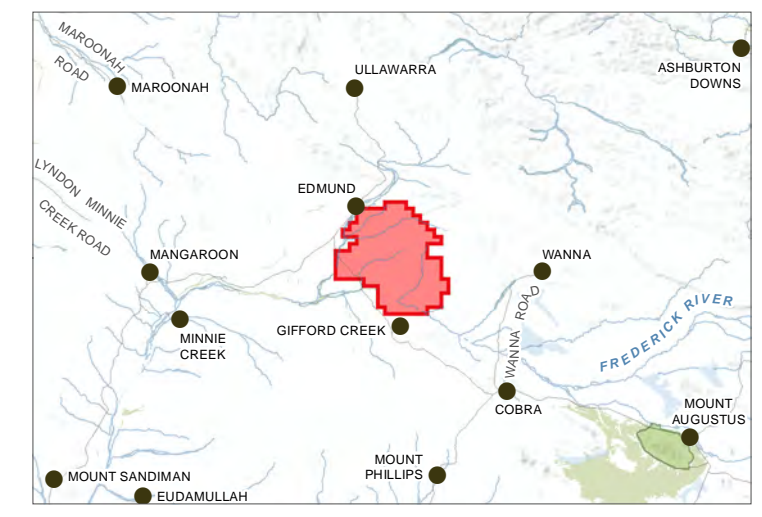 MAROONAH
ROAD
MAROONAH
ULLAWARRA
ASHBURTON
DOWNS
LYNDON MINNIE
CREEK ROAD
EDMUND
MANGAROON
WANNA
MINNIE
CREEK
GIFFORD CREEK
WANNA ROAD
FREDERICK RIVER
COBRA
MOUNT
AUGUSTUS
MOUNT
PHILLIPS
MOUNT SANDIMAN
EUDAMULLAH